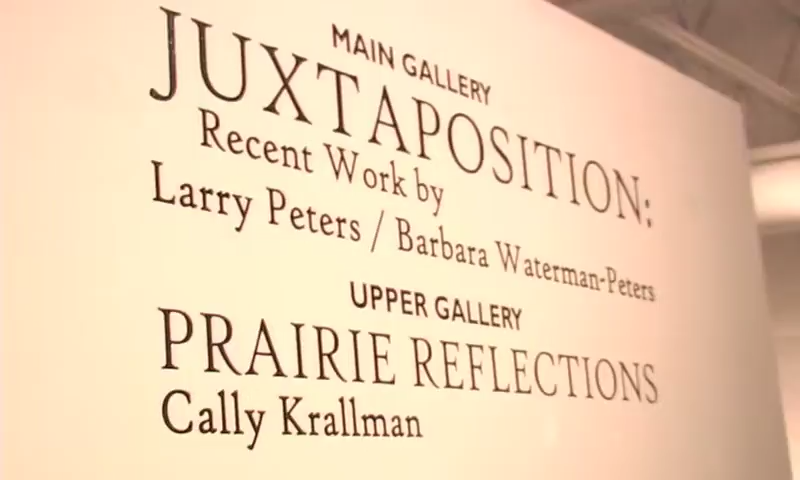 MAIN GALLERY
JUXTAPOSITION:
Recent Work by
Larry Peters / Barbara Waterman-Peters
UPPER GALLERY
PRAIRIE REFLECTIONS
Cally Krallman